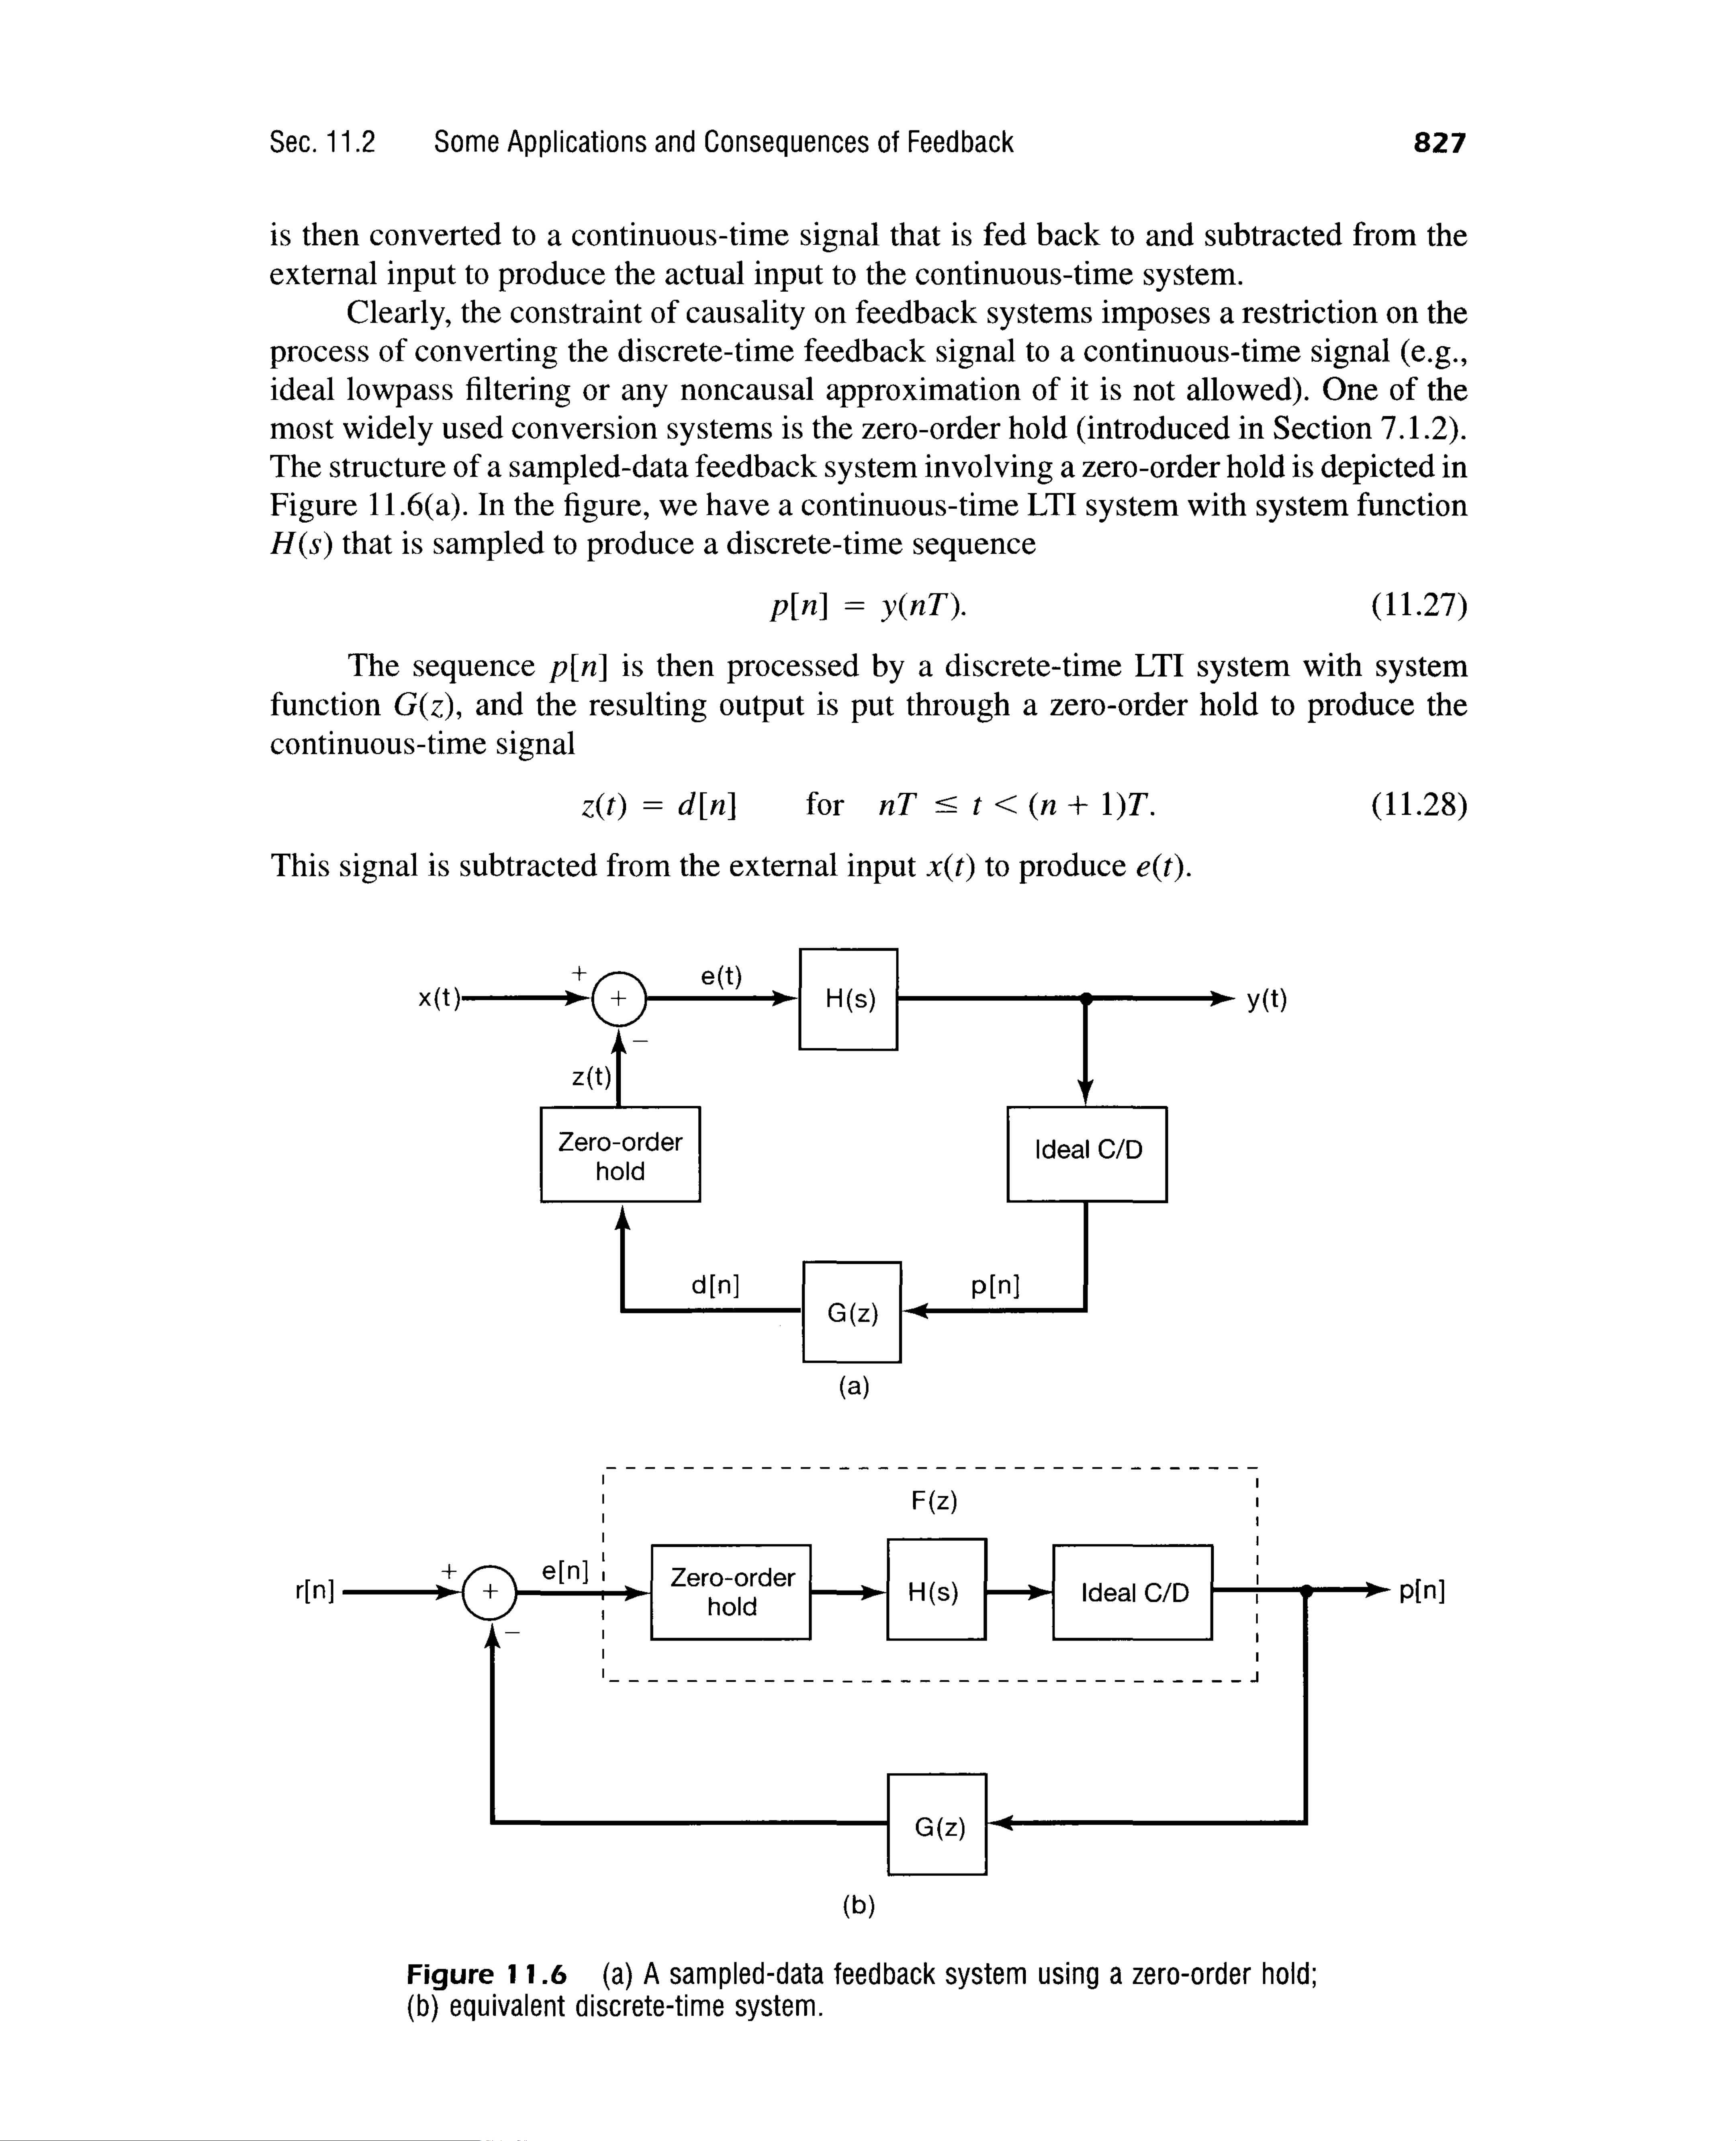 Sec. 11.2 Some Applications and Consequences of Feedback 827
is then converted to a continuous-time signal that is fed back to and subtracted from the
external input to produce the actual input to the continuous-time system.
Clearly, the constraint of causality on feedback systems imposes a restriction on the
process of converting the discrete-time feedback signal to a continuous-time signal (e.g.,
ideal lowpass filtering or any noncausal approximation of it is not allowed). One of the
most widely used conversion systems is the zero-order hold (introduced in Section 7.1.2).
The structure of a sampled-data feedback system involving a zero-order hold is depicted in
Figure 11.6(a). In the figure, we have a continuous-time LTI system with system function
H(s) that is sampled to produce a discrete-time sequence
p[n] = y(nT). (11.27)
The sequence p[n] is then processed by a discrete-time LTI system with system
function G(z), and the resulting output is put through a zero-order hold to produce the
continuous-time signal
z(t) = d[n] for nT ≤ t < (n + 1)T. (11.28)
This signal is subtracted from the external input x(t) to produce e(t).
x(t) + + e(t) H(s) y(t)
−
z(t)
Zero-order
hold
Ideal C/D
d[n] G(z) p[n]
(a)
F(z)
r[n] + + e[n] Zero-order
hold
H(s) Ideal C/D p[n]
−
G(z)
(b)
Figure 11.6 (a) A sampled-data feedback system using a zero-order hold;
(b) equivalent discrete-time system.